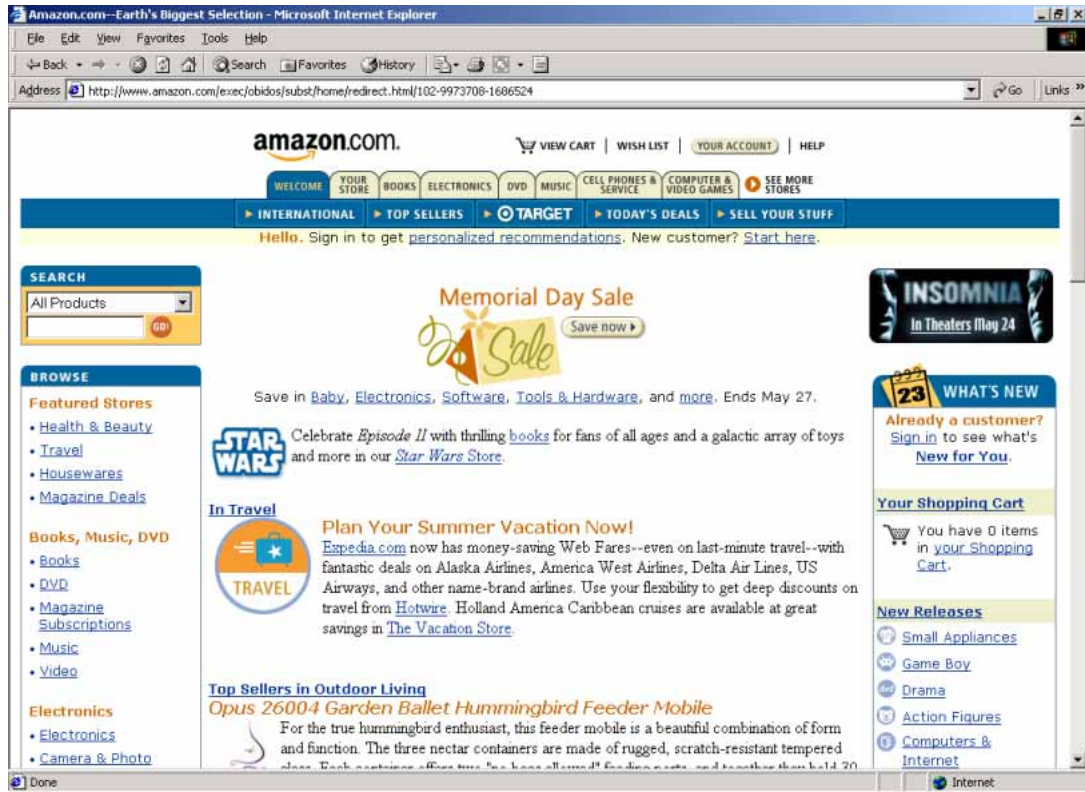 Amazon.com--Earth's Biggest Selection - Microsoft Internet Explorer
File Edit View Favorites Tools Help
Back Search Favorites History
Address http://www.amazon.com/exec/obidos/subst/home/redirect.html/102-9973708-1686524 Go Links »
amazon.com.
VIEW CART | WISH LIST | YOUR ACCOUNT | HELP
WELCOME YOUR STORE BOOKS ELECTRONICS DVD MUSIC CELL PHONES & SERVICE COMPUTER & VIDEO GAMES SEE MORE STORES
INTERNATIONAL TOP SELLERS TARGET TODAY'S DEALS SELL YOUR STUFF
Hello. Sign in to get personalized recommendations. New customer? Start here.
SEARCH
All Products
GO!
BROWSE
Featured Stores
• Health & Beauty
• Travel
• Housewares
• Magazine Deals
Books, Music, DVD
• Books
• DVD
• Magazine
Subscriptions
• Music
• Video
Electronics
• Electronics
• Camera & Photo
Memorial Day Sale
Sale
Save now
Save in Baby, Electronics, Software, Tools & Hardware, and more. Ends May 27.
STAR
WARS
Celebrate Episode II with thrilling books for fans of all ages and a galactic array of toys
and more in our Star Wars Store.
In Travel
TRAVEL
Plan Your Summer Vacation Now!
Expedia.com now has money-saving Web Fares--even on last-minute travel--with
fantastic deals on Alaska Airlines, America West Airlines, Delta Air Lines, US
Airways, and other name-brand airlines. Use your flexibility to get deep discounts on
travel from Hotwire. Holland America Caribbean cruises are available at great
savings in The Vacation Store.
Top Sellers in Outdoor Living
Opus 26004 Garden Ballet Hummingbird Feeder Mobile
For the true hummingbird enthusiast, this feeder mobile is a beautiful combination of form
and function. The three nectar containers are made of rugged, scratch-resistant tempered
glass. Each container offers two "no bees allowed" feeding ports, and together they hold 30
INSOMNIA
In Theaters May 24
23
WHAT'S NEW
Already a customer?
Sign in to see what's
New for You.
Your Shopping Cart
You have 0 items
in your Shopping
Cart.
New Releases
Small Appliances
Game Boy
Drama
Action Figures
Computers &
Internet
Done
Internet